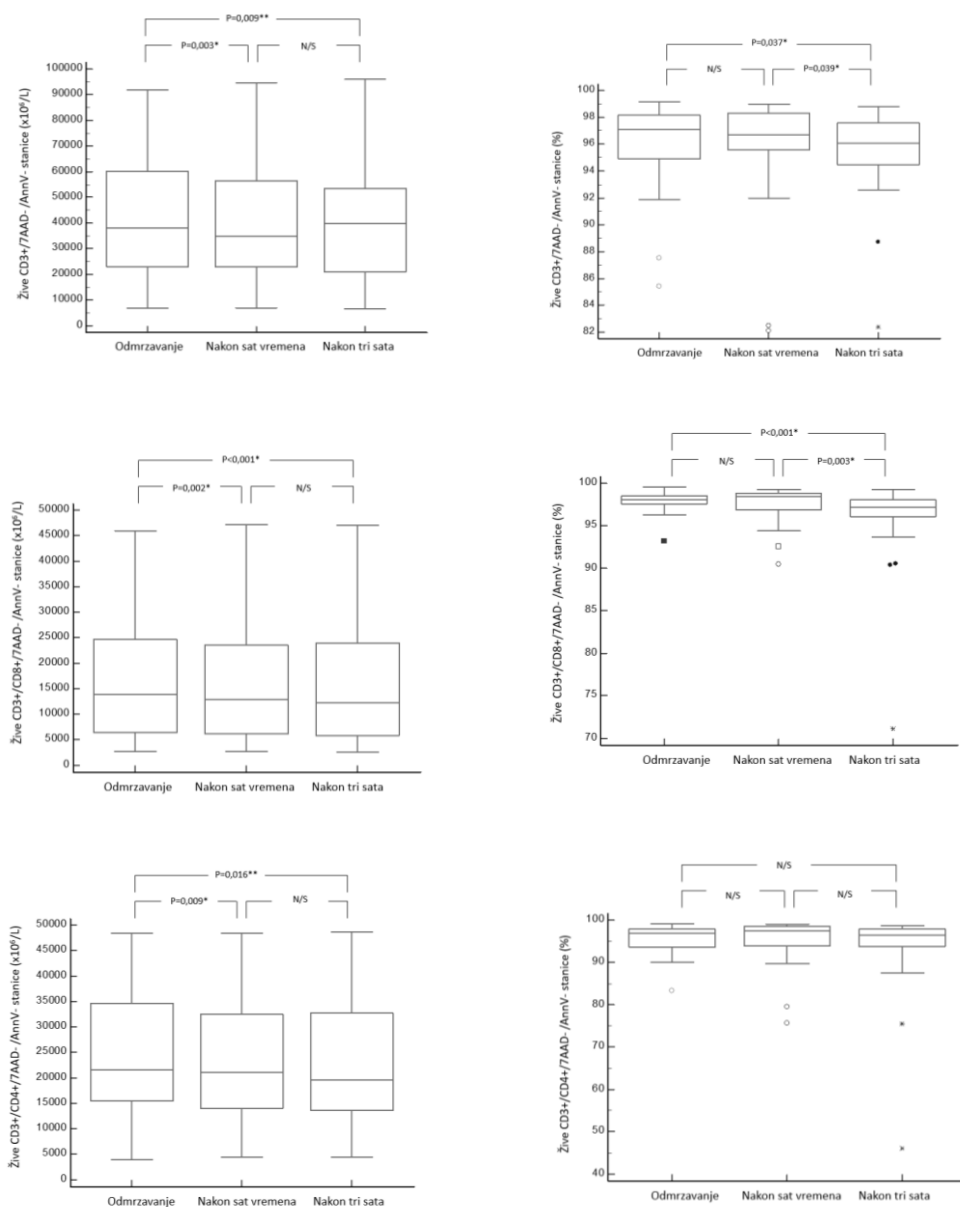 P=0,009**
P=0,003*
N/S
Žive CD3+/7AAD- /AnnV- stanice (x10⁶/L)
100000
90000
80000
70000
60000
50000
40000
30000
20000
10000
0
Odmrzavanje Nakon sat vremena Nakon tri sata
P=0,037*
N/S
P=0,039*
Žive CD3+/7AAD- /AnnV- stanice (%)
100
98
96
94
92
90
88
86
84
82
Odmrzavanje Nakon sat vremena Nakon tri sata
P<0,001*
P=0,002*
N/S
Žive CD3+/CD8+/7AAD- /AnnV- stanice (x10⁶/L)
50000
45000
40000
35000
30000
25000
20000
15000
10000
5000
0
Odmrzavanje Nakon sat vremena Nakon tri sata
P<0,001*
N/S
P=0,003*
Žive CD3+/CD8+/7AAD- /AnnV- stanice (%)
100
95
90
85
80
75
70
Odmrzavanje Nakon sat vremena Nakon tri sata
P=0,016**
P=0,009*
N/S
Žive CD3+/CD4+/7AAD- /AnnV- stanice (x10⁶/L)
50000
45000
40000
35000
30000
25000
20000
15000
10000
5000
0
Odmrzavanje Nakon sat vremena Nakon tri sata
N/S
N/S
N/S
Žive CD3+/CD4+/7AAD- /AnnV- stanice (%)
100
90
80
70
60
50
40
Odmrzavanje Nakon sat vremena Nakon tri sata